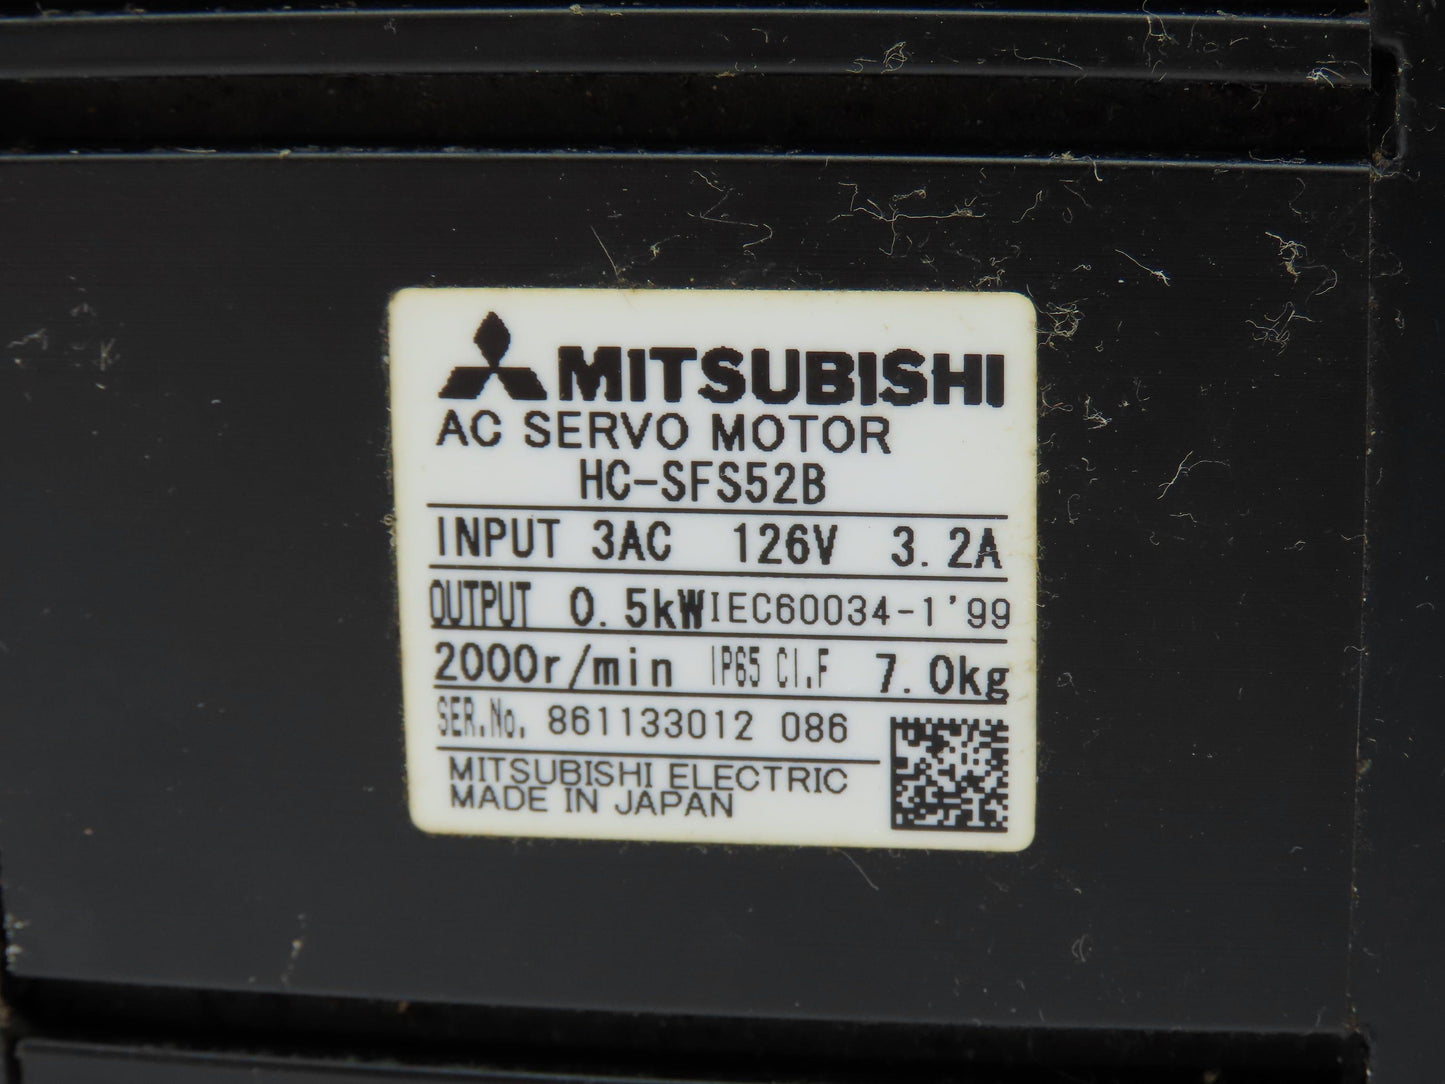 MITSUBISHI
AC SERVO MOTOR
HC-SFS52B
INPUT 3AC 126V 3.2A
OUTPUT 0.5kW IEC60034-1'99
2000r/min IP65 CI.F 7.0kg
SER.No. 861133012 086
MITSUBISHI ELECTRIC
MADE IN JAPAN